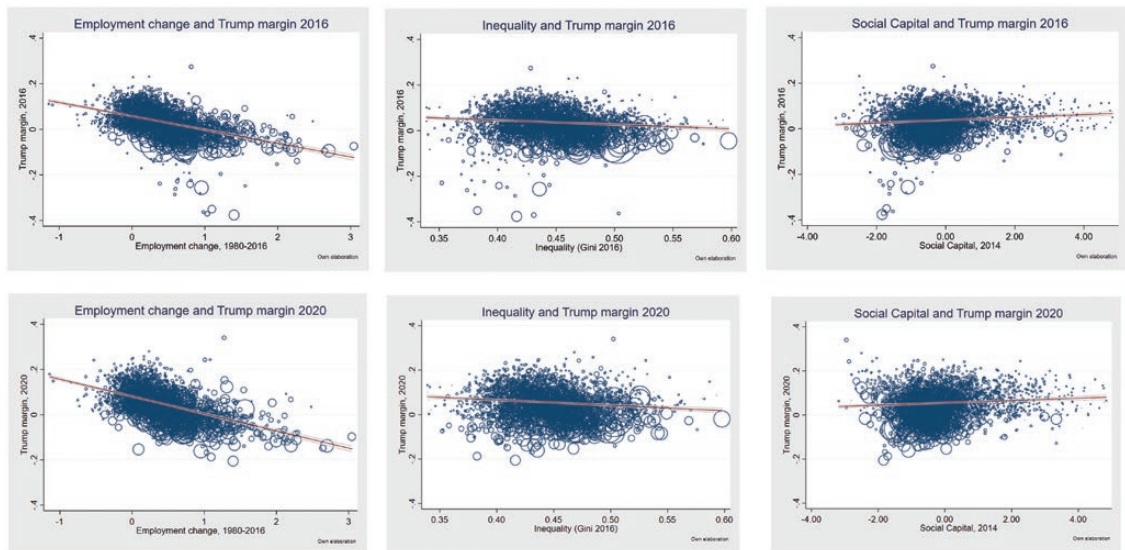 Employment change and Trump margin 2016
Trump margin, 2016
.4
.2
0
-.2
-.4
-1
0
1
2
3
Employment change, 1980-2016
Own elaboration
Inequality and Trump margin 2016
Trump margin, 2016
.4
.2
0
-.2
-.4
0.35
0.40
0.45
0.50
0.55
0.60
Inequality (Gini 2016)
Own elaboration
Social Capital and Trump margin 2016
Trump margin, 2016
.4
.2
0
-.2
-.4
-4.00
-2.00
0.00
2.00
4.00
Social Capital, 2014
Own elaboration
Employment change and Trump margin 2020
Trump margin, 2020
.4
.2
0
-.2
-.4
-1
0
1
2
3
Employment change, 1980-2016
Own elaboration
Inequality and Trump margin 2020
Trump margin, 2020
.4
.2
0
-.2
-.4
0.35
0.40
0.45
0.50
0.55
0.60
Inequality (Gini 2016)
Own elaboration
Social Capital and Trump margin 2020
Trump margin, 2020
.4
.2
0
-.2
-.4
-4.00
-2.00
0.00
2.00
4.00
Social Capital, 2014
Own elaboration